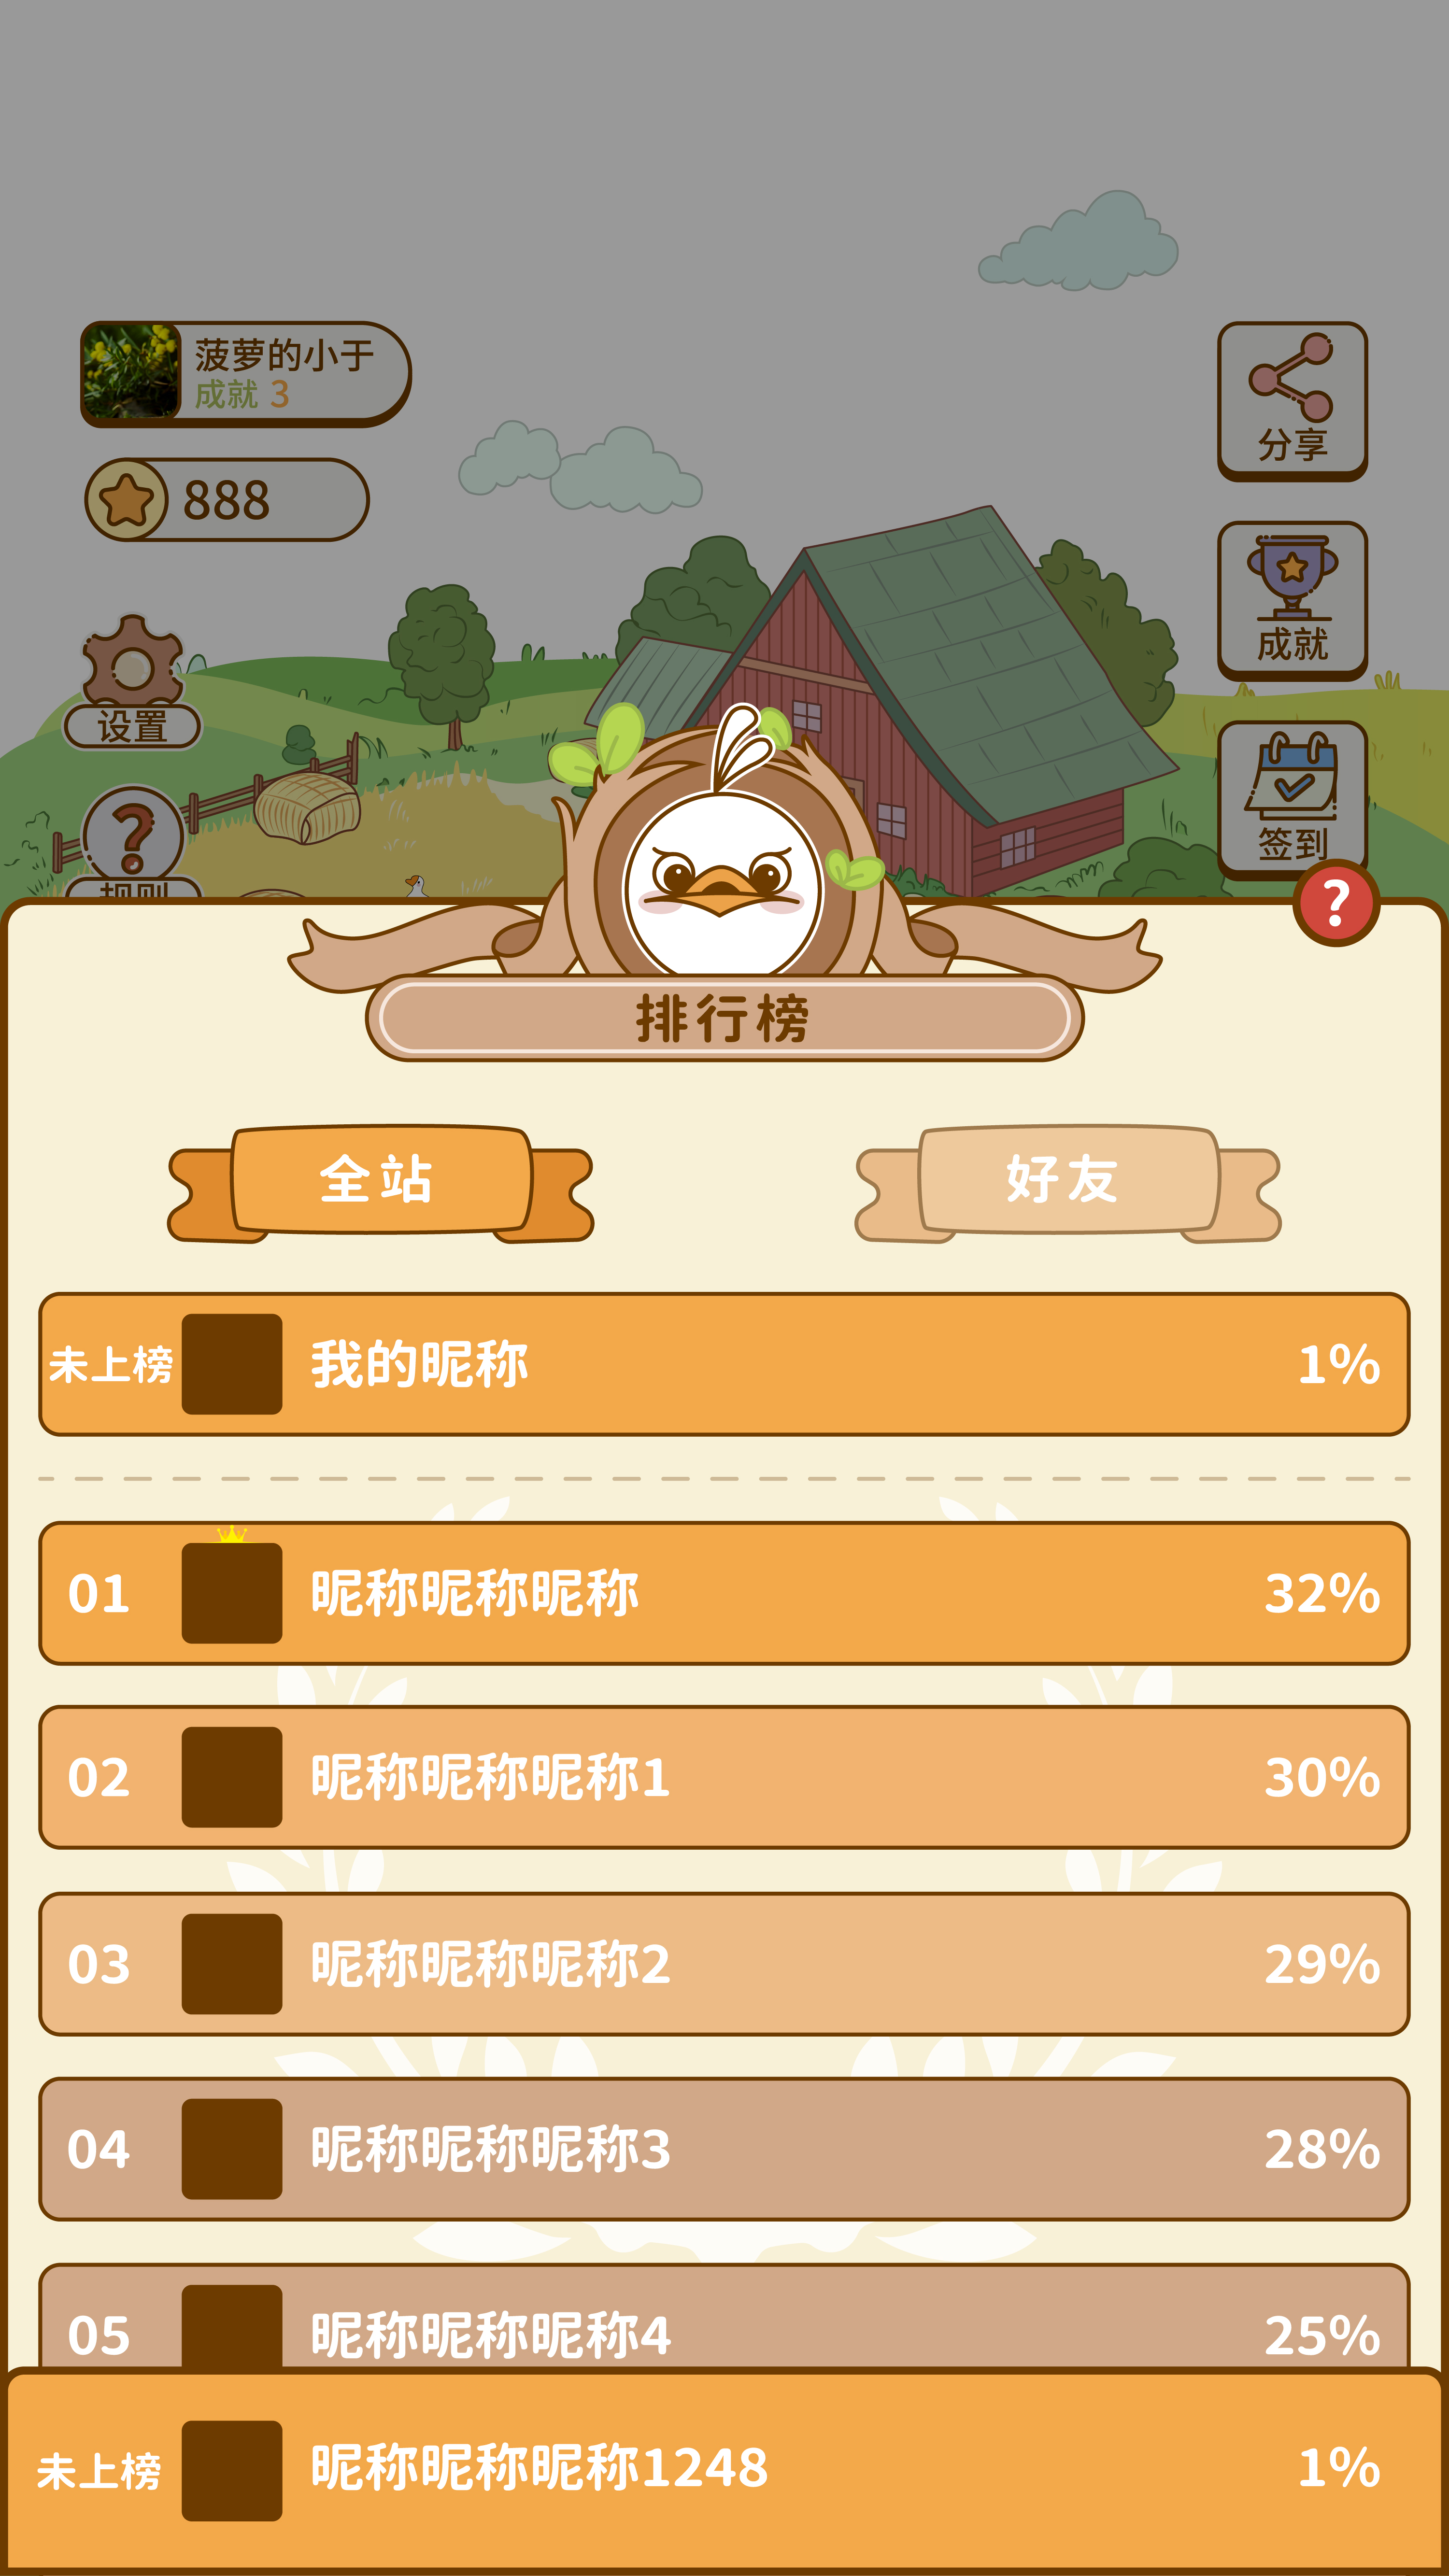 菠萝的小于
成就 3
888
分享
成就
签到
设置
?
规则
?
排行榜
全站
好友
未上榜 我的昵称 1%
01 昵称昵称昵称 32%
02 昵称昵称昵称1 30%
03 昵称昵称昵称2 29%
04 昵称昵称昵称3 28%
05 昵称昵称昵称4 25%
未上榜 昵称昵称昵称1248 1%